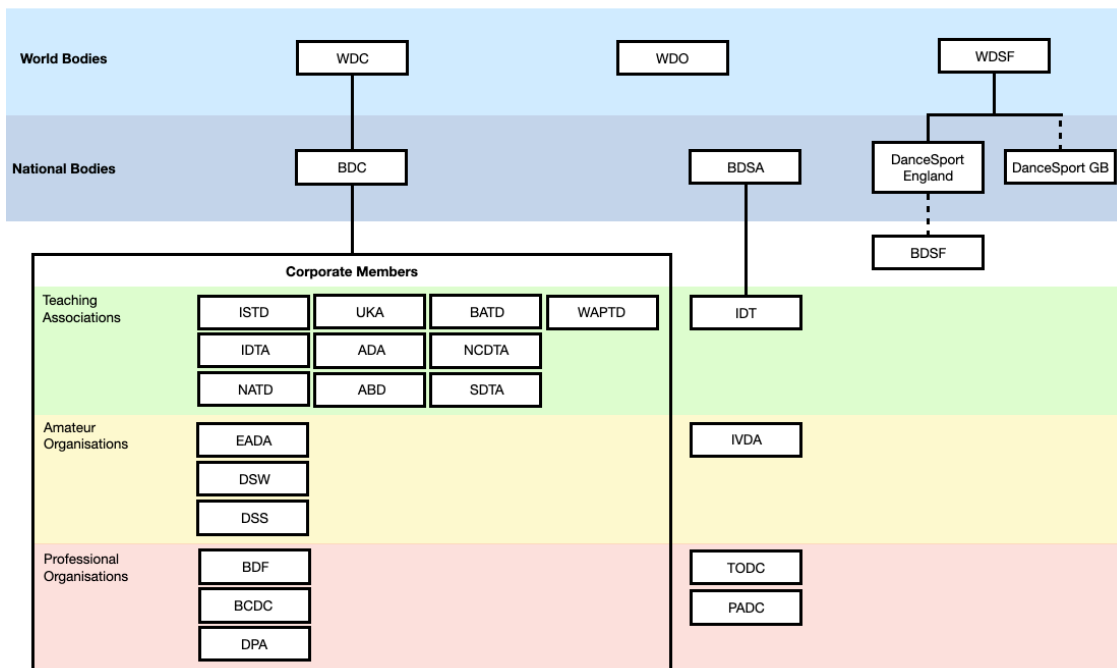 World Bodies
WDC
WDO
WDSF
National Bodies
BDC
BDSA
DanceSport
England
DanceSport GB
BDSF
Corporate Members
Teaching
Associations
ISTD
UKA
BATD
WAPTD
IDT
IDTA
ADA
NCDTA
NATD
ABD
SDTA
Amateur
Organisations
EADA
IVDA
DSW
DSS
Professional
Organisations
BDF
TODC
BCDC
PADC
DPA